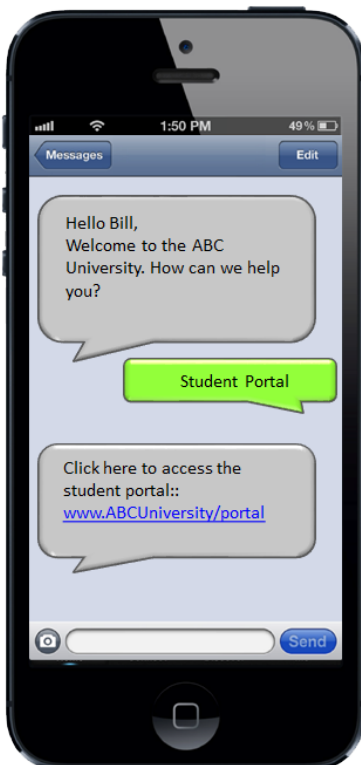 1:50 PM 49%
Messages Edit
Hello Bill,
Welcome to the ABC
University. How can we help
you?
Student Portal
Click here to access the
student portal::
www.ABCUniversity/portal
Send